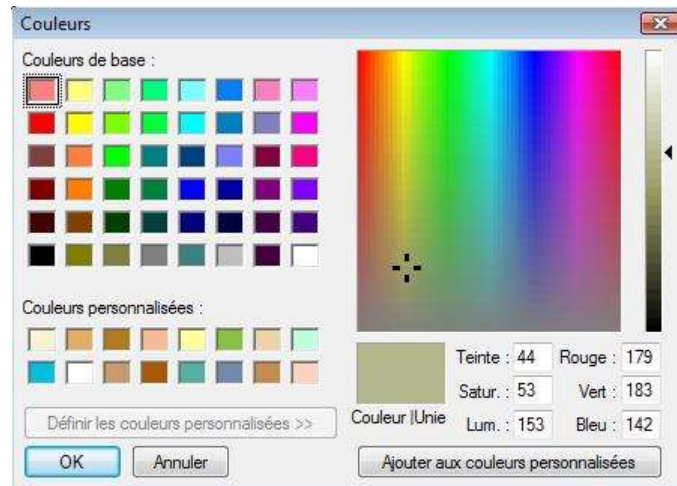 Couleurs
Couleurs de base :
Couleurs personnalisées :
Définir les couleurs personnalisées >>
OK
Annuler
Couleur |Unie
Teinte : 44
Rouge : 179
Satur. : 53
Vert : 183
Lum. : 153
Bleu : 142
Ajouter aux couleurs personnalisées